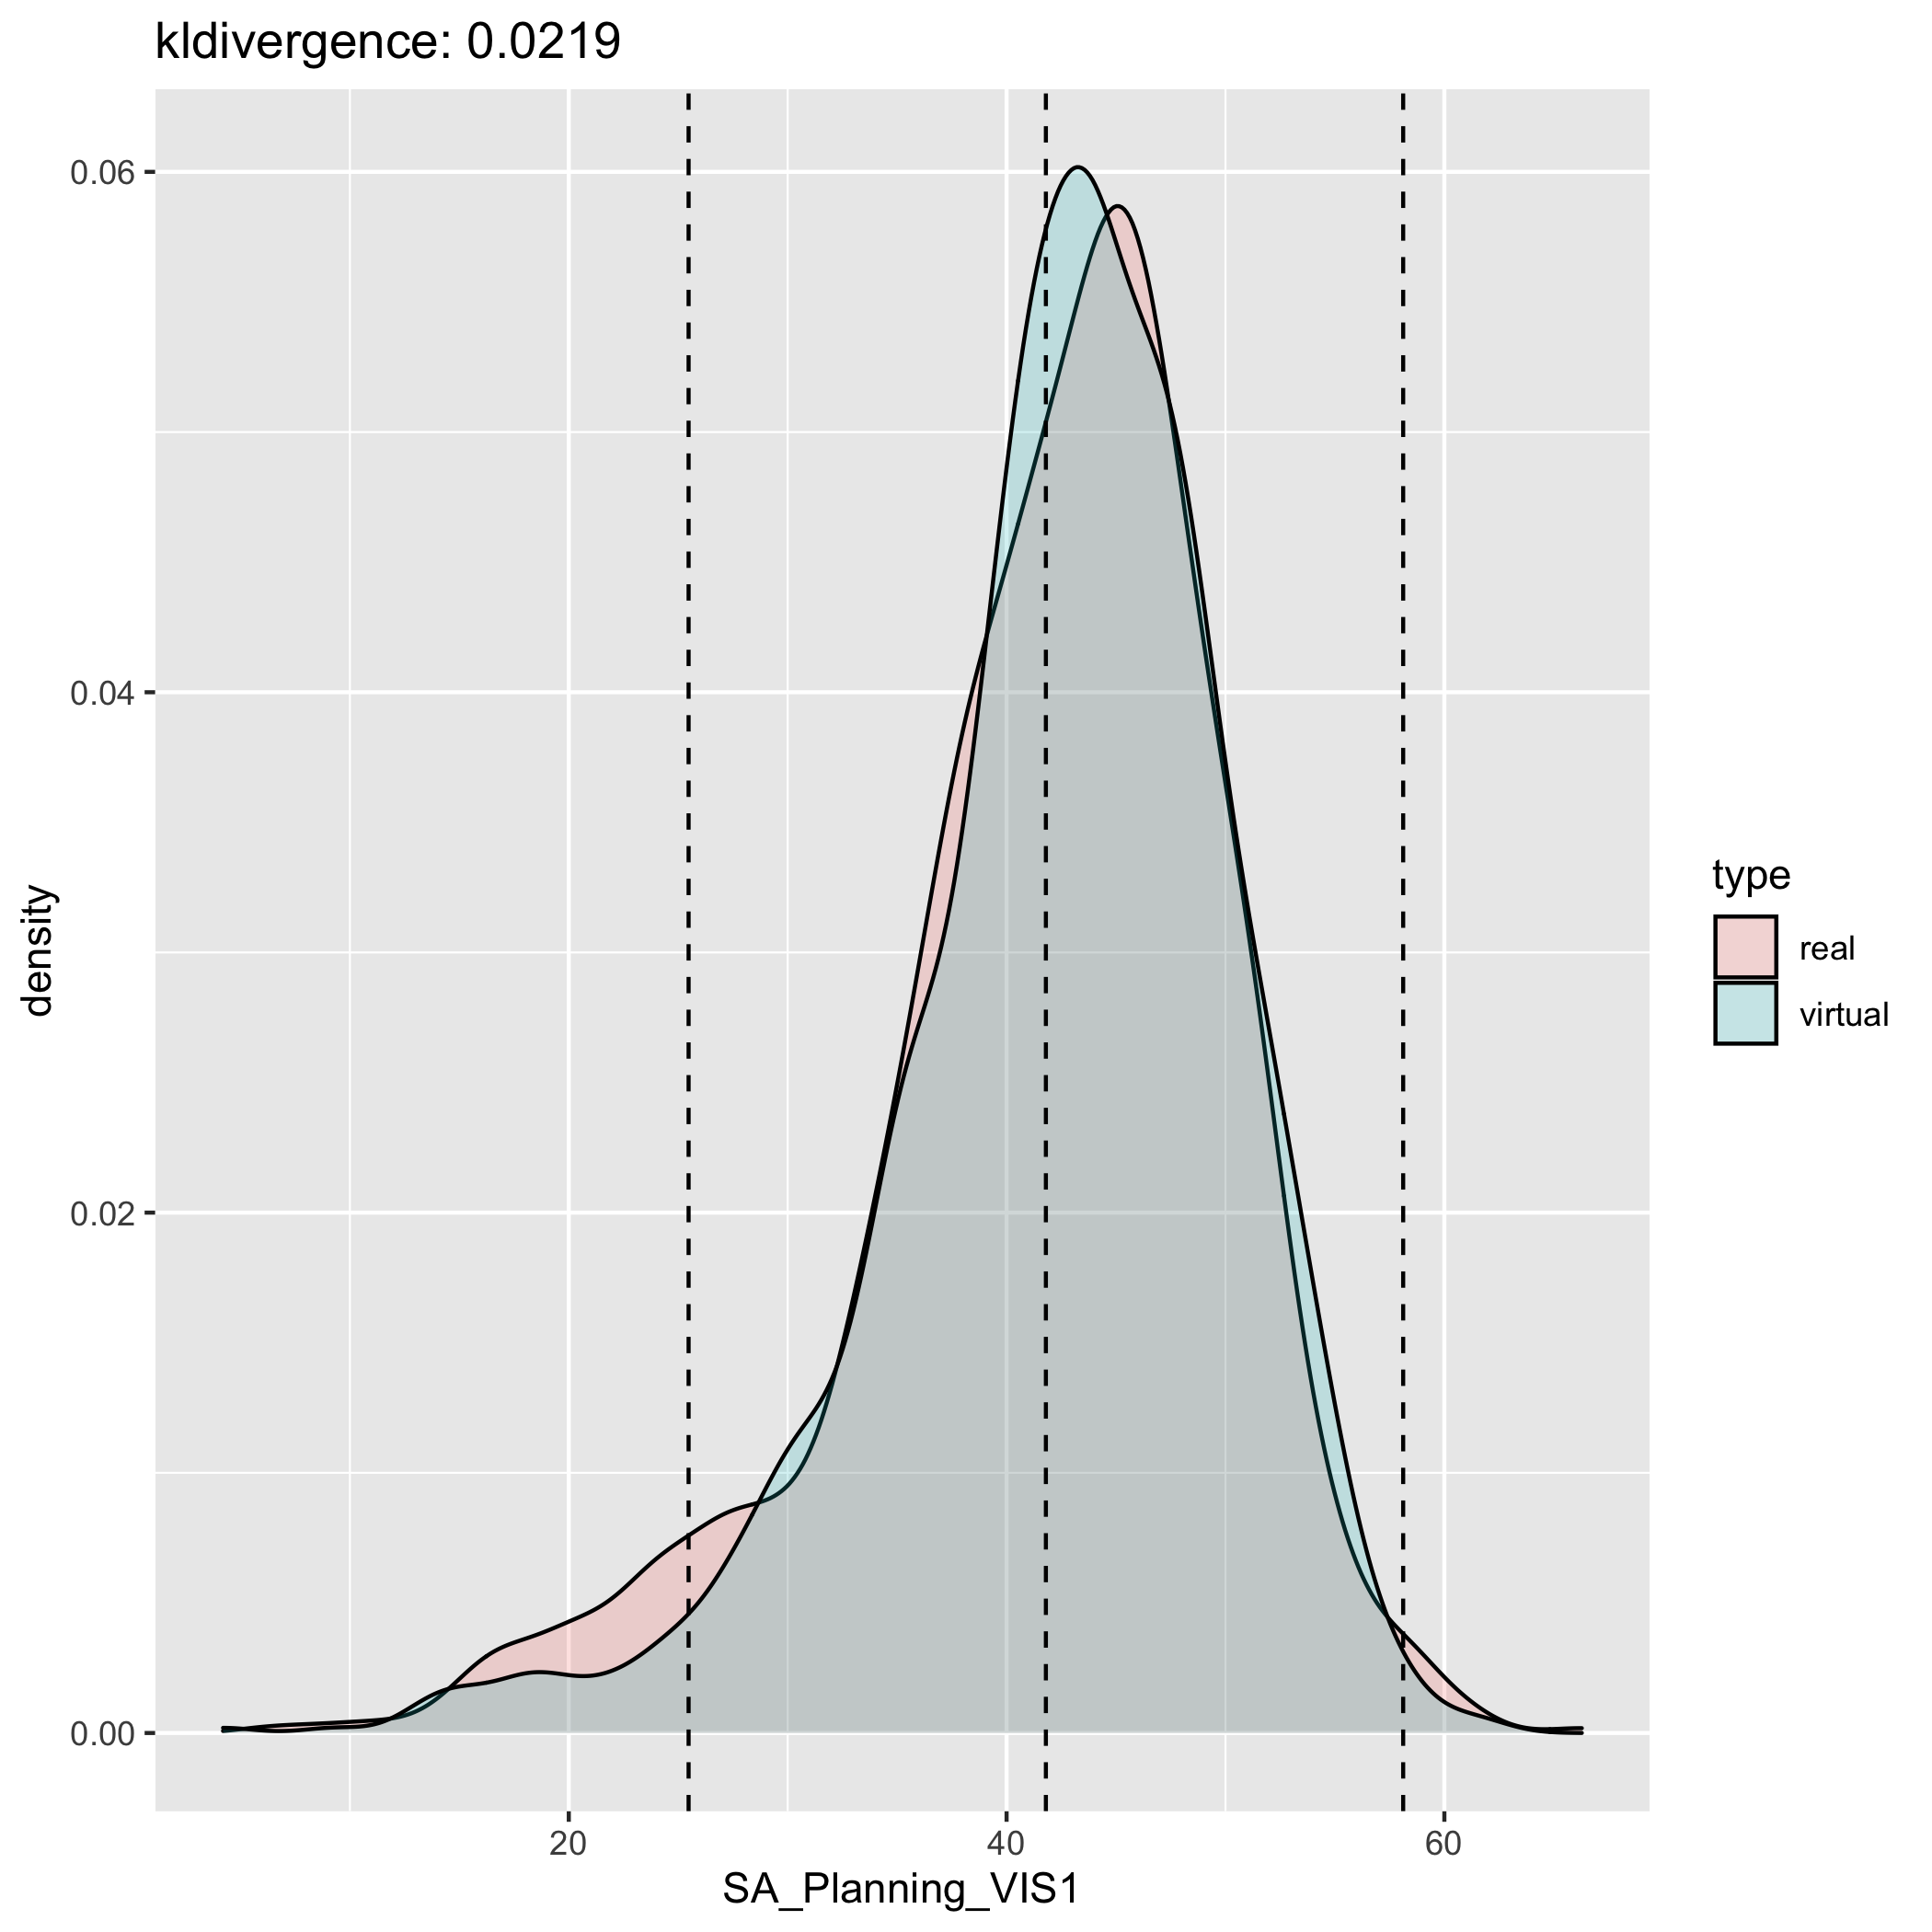 kldivergence: 0.0219
0.06
0.04
0.02
0.00
density
20
40
60
SA_Planning_VIS1
type
real
virtual